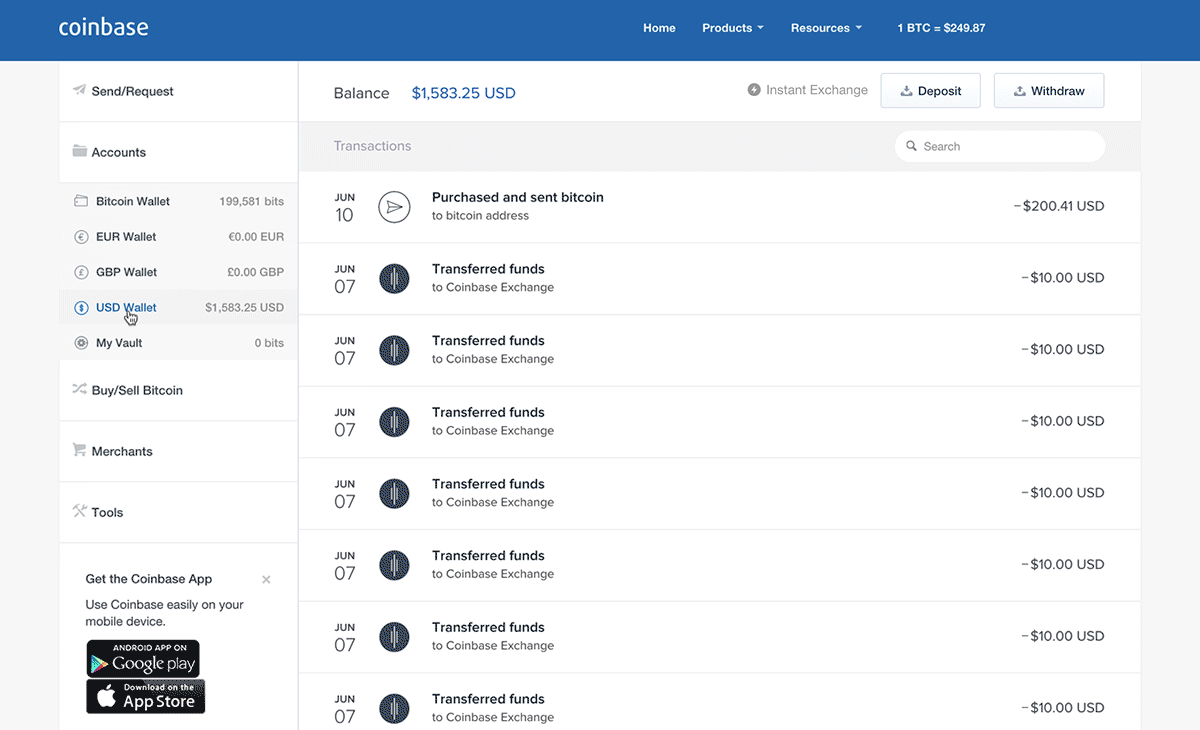 coinbase
Home Products Resources 1 BTC = $249.87
Send/Request
Accounts
Bitcoin Wallet 199,581 bits
€ EUR Wallet €0.00 EUR
£ GBP Wallet £0.00 GBP
$ USD Wallet $1,583.25 USD
My Vault 0 bits
Buy/Sell Bitcoin
Merchants
Tools
Get the Coinbase App ×
Use Coinbase easily on your
mobile device.
ANDROID APP ON
Google play
Download on the
App Store
Balance $1,583.25 USD Instant Exchange Deposit Withdraw
Transactions Search
JUN
10
Purchased and sent bitcoin
to bitcoin address
-$200.41 USD
JUN
07
Transferred funds
to Coinbase Exchange
-$10.00 USD
JUN
07
Transferred funds
to Coinbase Exchange
-$10.00 USD
JUN
07
Transferred funds
to Coinbase Exchange
-$10.00 USD
JUN
07
Transferred funds
to Coinbase Exchange
-$10.00 USD
JUN
07
Transferred funds
to Coinbase Exchange
-$10.00 USD
JUN
07
Transferred funds
to Coinbase Exchange
-$10.00 USD
JUN
07
Transferred funds
to Coinbase Exchange
-$10.00 USD